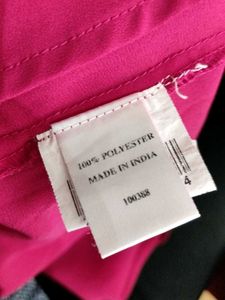 100% POLYESTER
MADE IN INDIA
100388
4